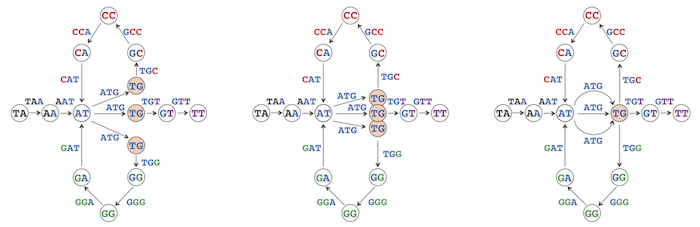 CC
CCA GCC
CA GC
TGC
CAT ATG TG
TAA AAT ATG TGT GTT
TA AA AT TG GT TT
ATG TG
GAT TGG
GA GG
GGA GGG
GG
CC
CCA GCC
CA GC
TGC
CAT ATG TG
TAA AAT ATG TGT GTT
TA AA AT TG GT TT
ATG TG
GAT TGG
GA GG
GGA GGG
GG
CC
CCA GCC
CA GC
CAT ATG TGC
TAA AAT ATG TGT GTT
TA AA AT TG GT TT
ATG
GAT TGG
GA GG
GGA GGG
GG